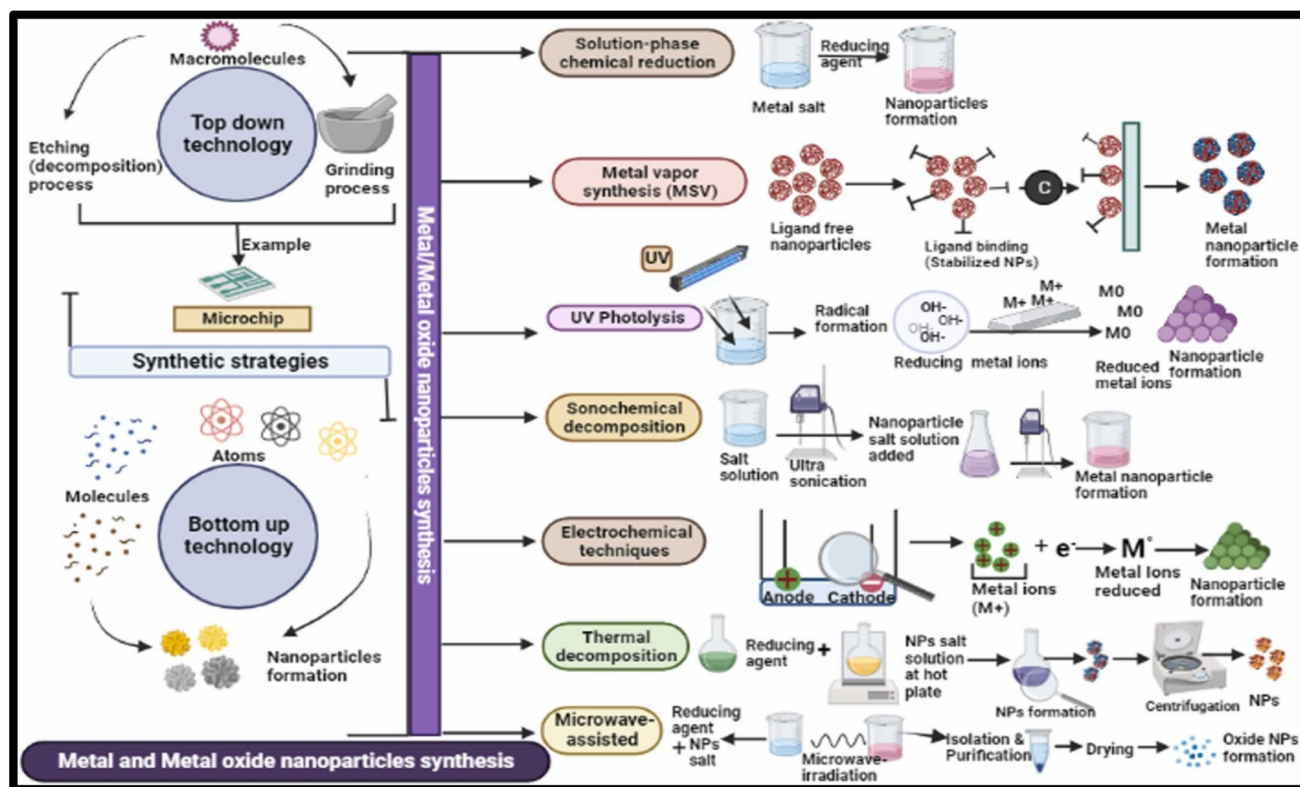 Macromolecules
Top down
technology
Etching
(decomposition)
process
Grinding
process
Example
Microchip
Synthetic strategies
Atoms
Molecules
Bottom up
technology
Nanoparticles
formation
Metal and Metal oxide nanoparticles synthesis
Metal/Metal oxide nanoparticles synthesis
Solution-phase
chemical reduction
Metal salt
Reducing
agent
Nanoparticles
formation
Metal vapor
synthesis (MSV)
Ligand free
nanoparticles
Ligand binding
(Stabilized NPs)
C
Metal
nanoparticle
formation
UV
UV Photolysis
Radical
formation
OH-
OH-
OH-
OH-
Reducing metal ions
M+
M+
M+
M0
M0
M0
Reduced
metal ions
Nanoparticle
formation
Sonochemical
decomposition
Salt
solution
Ultra
sonication
Nanoparticle
salt solution
added
Metal nanoparticle
formation
Electrochemical
techniques
Anode
Cathode
Metal ions
(M+)
+ e-
M°
Metal Ions
reduced
Nanoparticle
formation
Thermal
decomposition
Reducing
agent
+
NPs salt
solution
at hot
plate
NPs formation
Centrifugation
NPs
Microwave-
assisted
Reducing
agent
+ NPs
salt
Microwave-
irradiation
Isolation &
Purification
Drying
Oxide NPs
formation